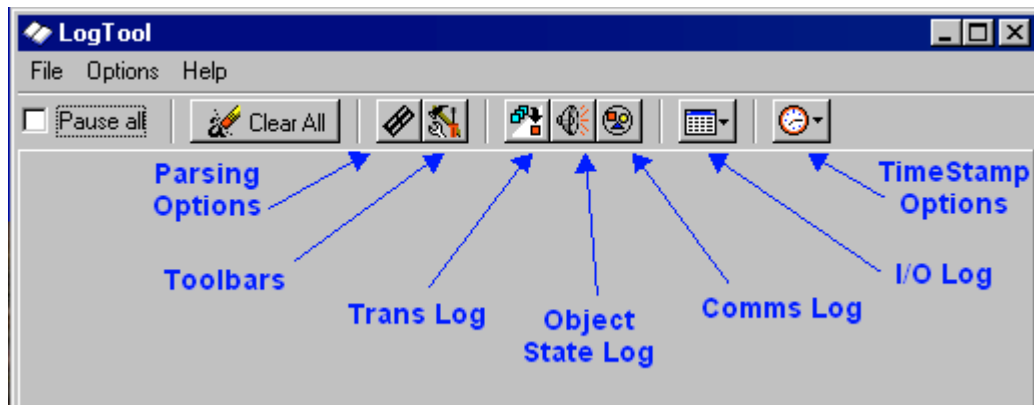 LogTool
File Options Help
Pause all Clear All
Parsing
Options
TimeStamp
Options
Toolbars
I/O Log
Trans Log
Object
State Log
Comms Log